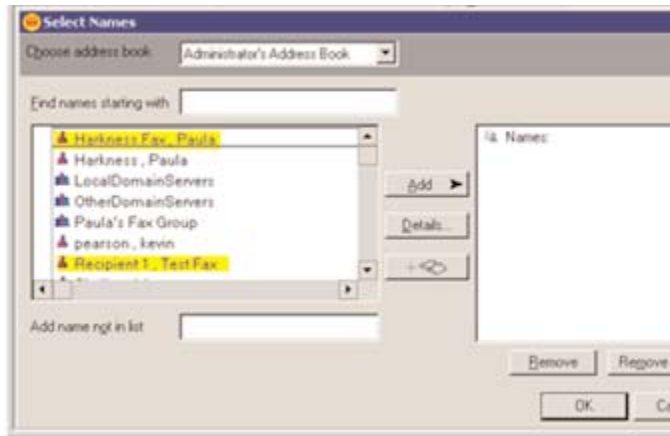 Select Names
Choose address book: Administrator's Address Book
Find names starting with
Harkness Fax , Paula
Names:
Harkness , Paula
LocalDomainServers
Add
OtherDomainServers
Paula's Fax Group
Details...
pearson , kevin
Recipient 1 , Test Fax
Add name not in list
Remove
Remove
OK